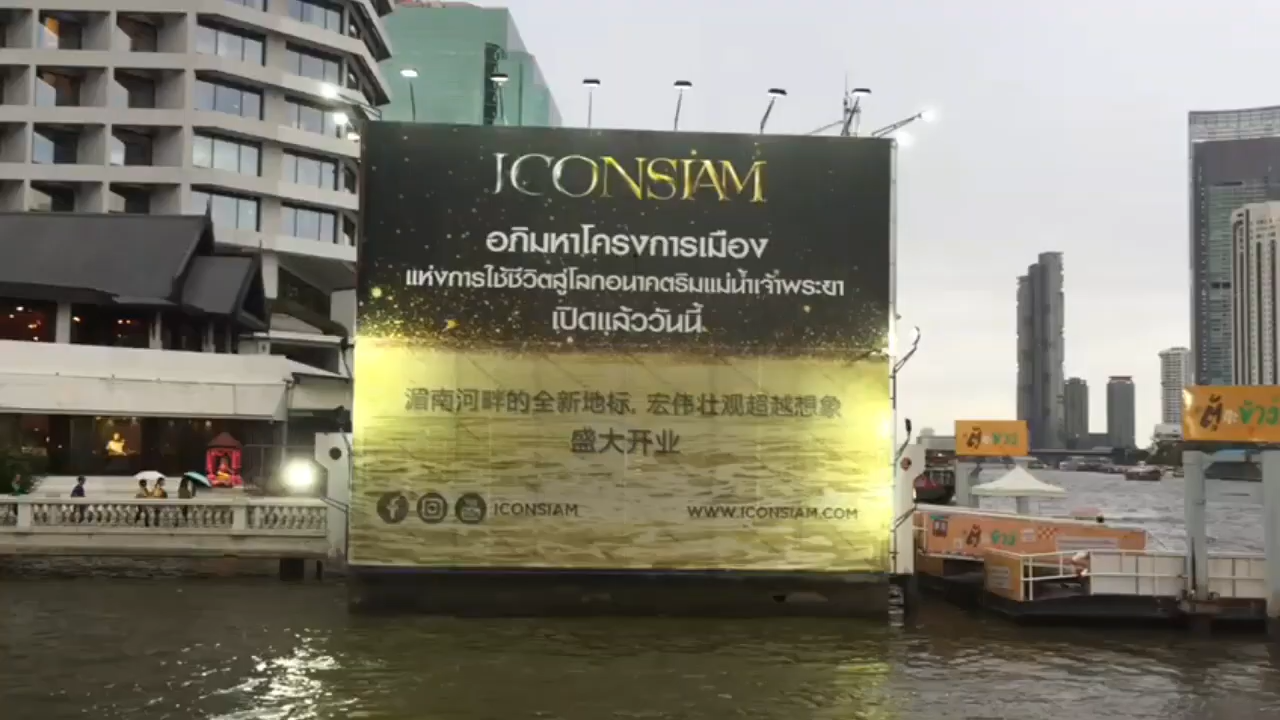 ICONSIAM
อภิมหาโครงการเมือง
แห่งการใช้ชีวิตสู่โลกอนาคตริมแม่น้ำเจ้าพระยา
เปิดแล้ววันนี้
湄南河畔的全新地标, 宏伟壮观超越想象
盛大开业
ICONSIAM
WWW.ICONSIAM.COM